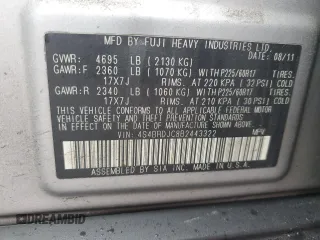 MFD BY FUJI HEAVY INDUSTRIES LTD. 08/11
GVWR: 4695 LB ( 2130 KG)
GAWR:F 2360 LB ( 1070 KG) WITH P225/60R17 TIRES,
17X7J RIMS, AT 220 KPA ( 32 PSI) COLD
GAWR:R 2340 LB ( 1060 KG) WITH P225/60R17 TIRES,
17X7J RIMS, AT 210 KPA ( 30 PSI) COLD
THIS VEHICLE CONFORMS TO ALL APPLICABLE
FEDERAL MOTOR VEHICLE SAFETY, BUMPER, AND
THEFT PREVENTION STANDARDS IN EFFECT ON THE
DATE OF MANUFACTURE SHOWN ABOVE.
VIN: 4S4BRDJC8B2443322
ASSEMBLED BY SIA INC. MADE IN U.S.A.
© AUTOBIDMASTER